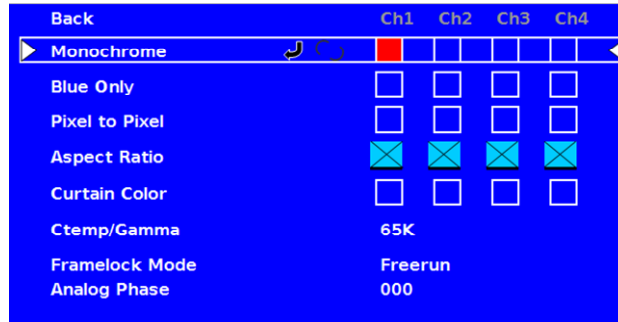 Back Ch1 Ch2 Ch3 Ch4
Monochrome
Blue Only
Pixel to Pixel
Aspect Ratio
Curtain Color
Ctemp/Gamma 65K
Framelock Mode Freerun
Analog Phase 000